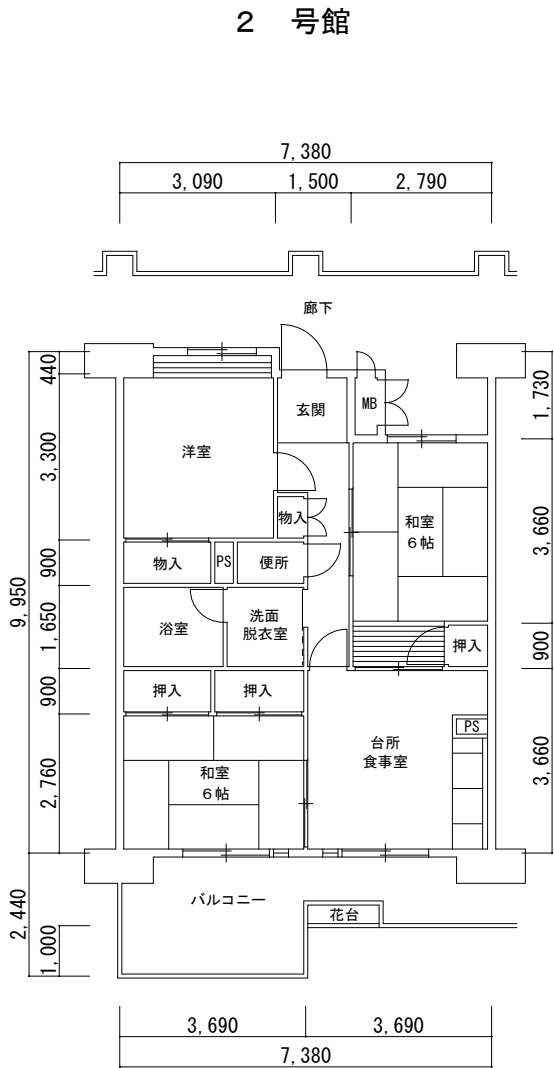 ２　号館
7,380
3,090
1,500
2,790
廊下
440
3,300
900
1,650
900
2,760
9,950
2,440
1,000
1,730
3,660
900
3,660
玄関
MB
洋室
物入
和室
６帖
物入
PS
便所
浴室
洗面
脱衣室
押入
押入
押入
PS
台所
食事室
和室
６帖
バルコニー
花台
3,690
3,690
7,380